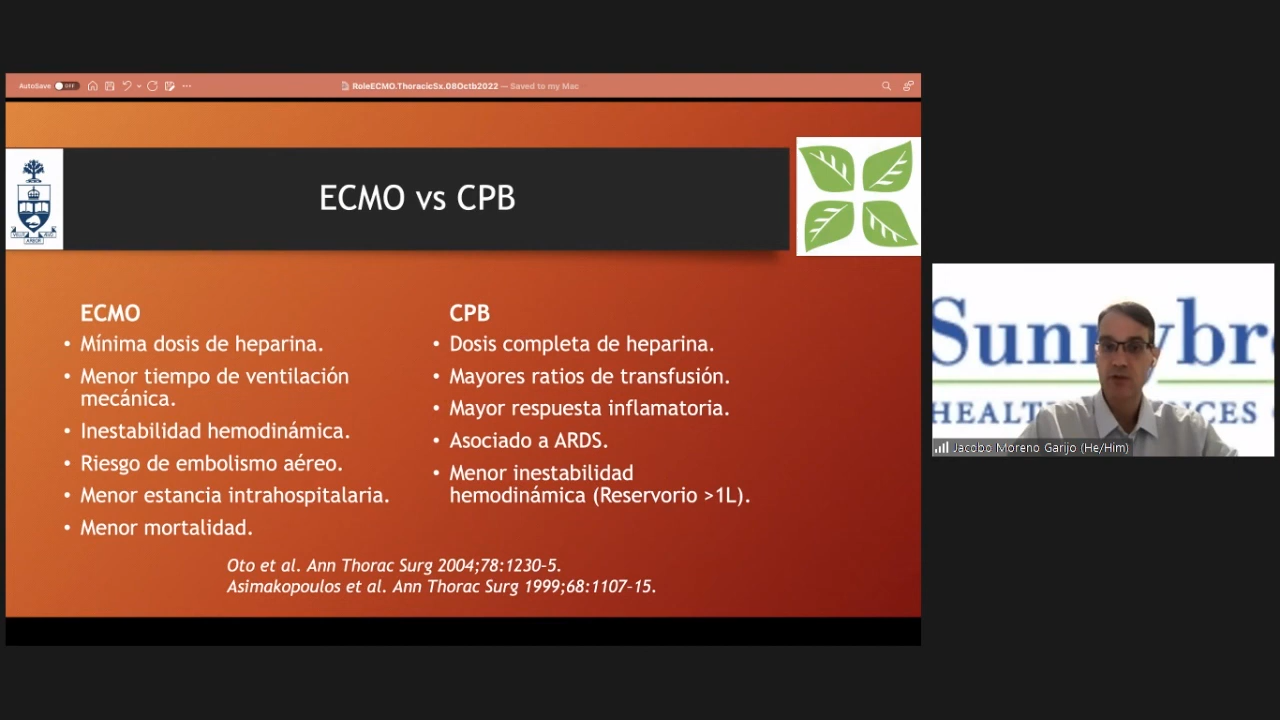 AutoSave OFF
RoleECMO.ThoracicSx.08Octb2022 — Saved to my Mac
ECMO vs CPB
ECMO
• Mínima dosis de heparina.
• Menor tiempo de ventilación
mecánica.
• Inestabilidad hemodinámica.
• Riesgo de embolismo aéreo.
• Menor estancia intrahospitalaria.
• Menor mortalidad.
CPB
• Dosis completa de heparina.
• Mayores ratios de transfusión.
• Mayor respuesta inflamatoria.
• Asociado a ARDS.
• Menor inestabilidad
hemodinámica (Reservorio >1L).
Oto et al. Ann Thorac Surg 2004;78:1230-5.
Asimakopoulos et al. Ann Thorac Surg 1999;68:1107-15.
Jacobo Moreno Garijo (He/Him)